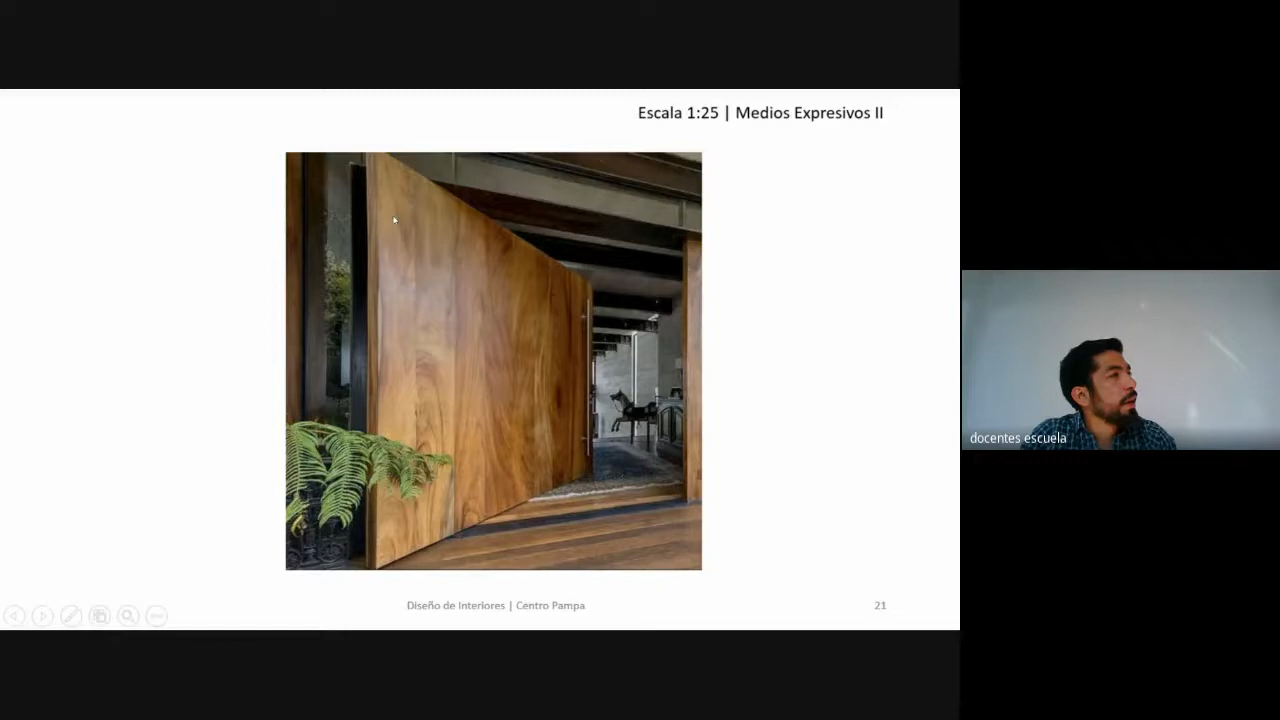 Escala 1:25 | Medios Expresivos II
docentes escuela
Diseño de Interiores | Centro Pampa
21